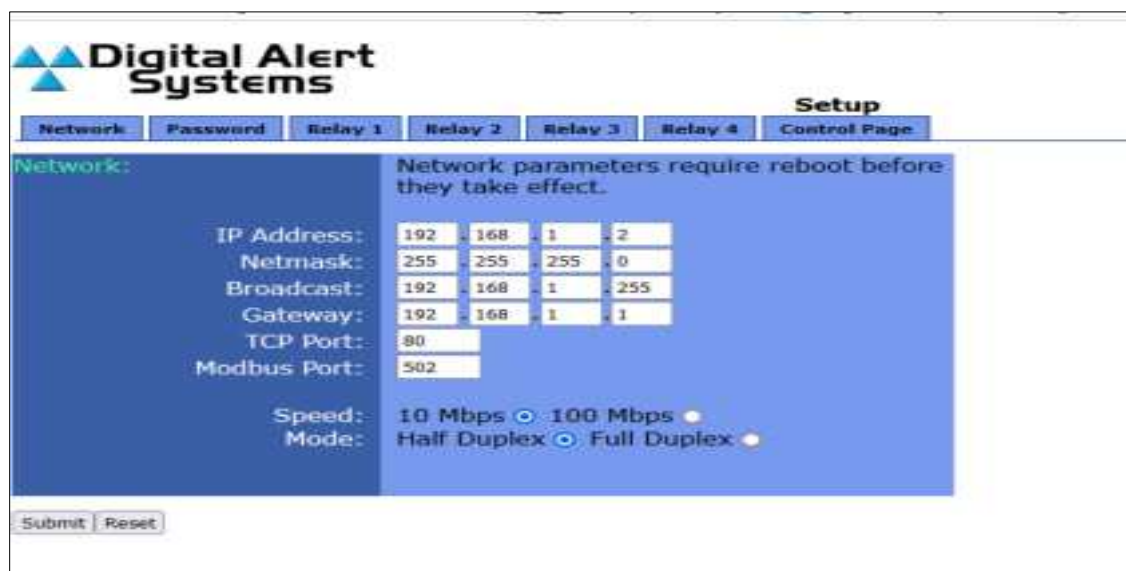 Digital Alert
Systems
Setup
Network Password Relay 1 Relay 2 Relay 3 Relay 4 Control Page
Network: Network parameters require reboot before
they take effect.
IP Address: 192 . 168 . 1 . 2
Netmask: 255 . 255 . 255 . 0
Broadcast: 192 . 168 . 1 . 255
Gateway: 192 . 168 . 1 . 1
TCP Port: 80
Modbus Port: 502
Speed: 10 Mbps 100 Mbps
Mode: Half Duplex Full Duplex
Submit Reset